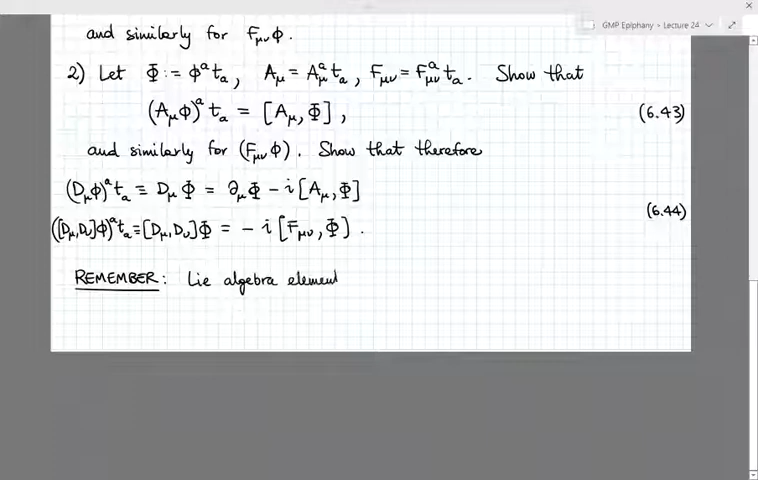 GMP Epiphany - Lecture 24
and similarly for F_μν ϕ.
2) Let Φ := ϕ^a t_a, A_μ = A_μ^a t_a, F_μν = F_μν^a t_a. Show that
(A_μ ϕ)^a t_a = [A_μ, Φ], (6.43)
and similarly for (F_μν ϕ). Show that therefore
(D_μ ϕ)^a t_a ≡ D_μ Φ = ∂_μ Φ - i [A_μ, Φ]
(6.44)
([D_μ, D_ν]ϕ)^a t_a ≡ [D_μ, D_ν]Φ = - i [F_μν, Φ].
REMEMBER: Lie algebra element